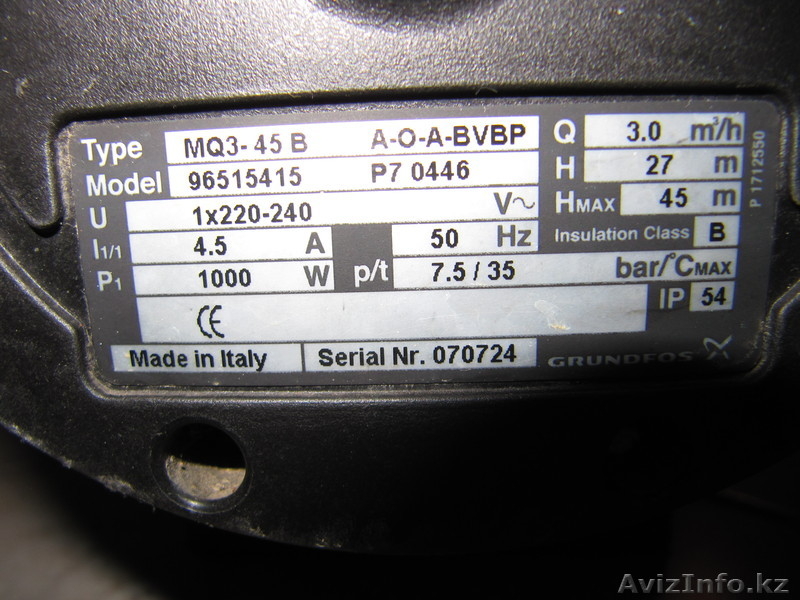 Type MQ3-45 B A-O-A-BVBP Q 3.0 m³/h
Model 96515415 P7 0446 H 27 m
U 1x220-240 V~ HMAX 45 m
I1/1 4.5 A 50 Hz Insulation Class B
P1 1000 W p/t 7.5 / 35 bar/°CMAX
IP 54
CE
Made in Italy Serial Nr. 070724 GRUNDFOS
P 1712550
AvizInfo.kz